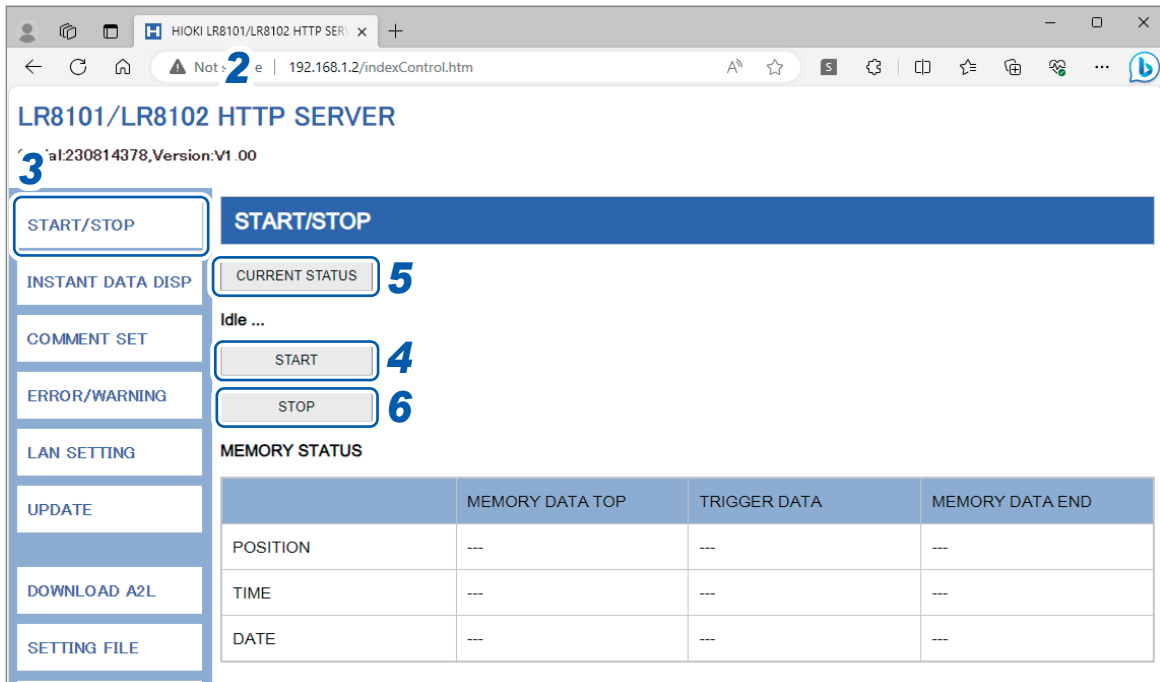 HIOKI LR8101/LR8102 HTTP SER
Not 2 e 192.168.1.2/indexControl.htm
LR8101/LR8102 HTTP SERVER
al:230814378,Version:V1.00
3
START/STOP
INSTANT DATA DISP
COMMENT SET
ERROR/WARNING
LAN SETTING
UPDATE
DOWNLOAD A2L
SETTING FILE
START/STOP
CURRENT STATUS 5
Idle ...
START 4
STOP 6
MEMORY STATUS
MEMORY DATA TOP TRIGGER DATA MEMORY DATA END
POSITION --- --- ---
TIME --- --- ---
DATE --- --- ---